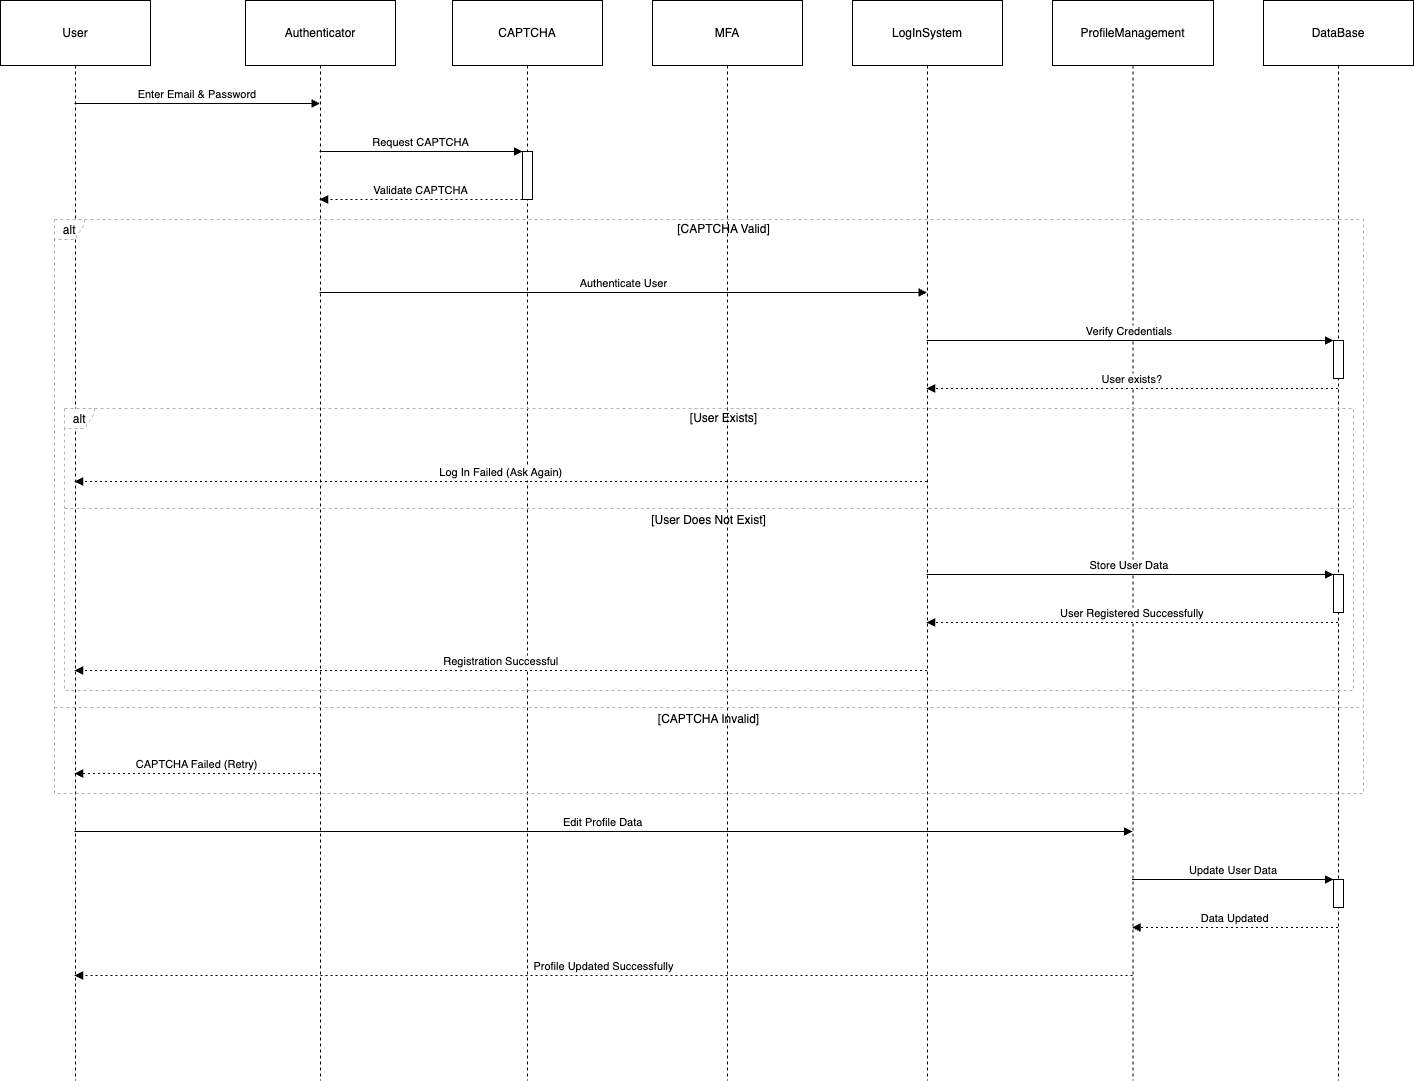 User
Authenticator
CAPTCHA
MFA
LogInSystem
ProfileManagement
DataBase
Enter Email & Password
Request CAPTCHA
Validate CAPTCHA
alt
[CAPTCHA Valid]
Authenticate User
Verify Credentials
User exists?
alt
[User Exists]
Log In Failed (Ask Again)
[User Does Not Exist]
Store User Data
User Registered Successfully
Registration Successful
[CAPTCHA Invalid]
CAPTCHA Failed (Retry)
Edit Profile Data
Update User Data
Data Updated
Profile Updated Successfully